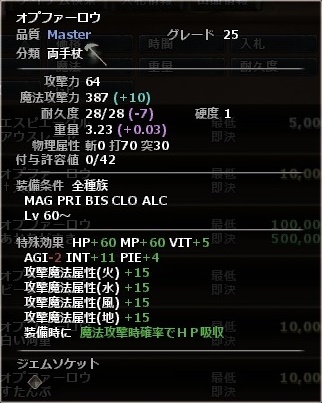 オプファーロウ
品質 Master グレード 25
分類 両手杖
攻撃力 64
魔法攻撃力 387 (+10)
耐久度 28/28 (-7) 硬度 1
重量 3.23 (+0.03)
物理属性 斬0 打70 突30
付与許容値 0/42
装備条件 全種族
MAG PRI BIS CLO ALC
Lv 60～
特殊効果 HP+60 MP+60 VIT+5
AGI-2 INT+11 PIE+4
攻撃魔法属性(火) +15
攻撃魔法属性(水) +15
攻撃魔法属性(風) +15
攻撃魔法属性(地) +15
装備時に 魔法攻撃時確率でＨＰ吸収
ジェムソケット